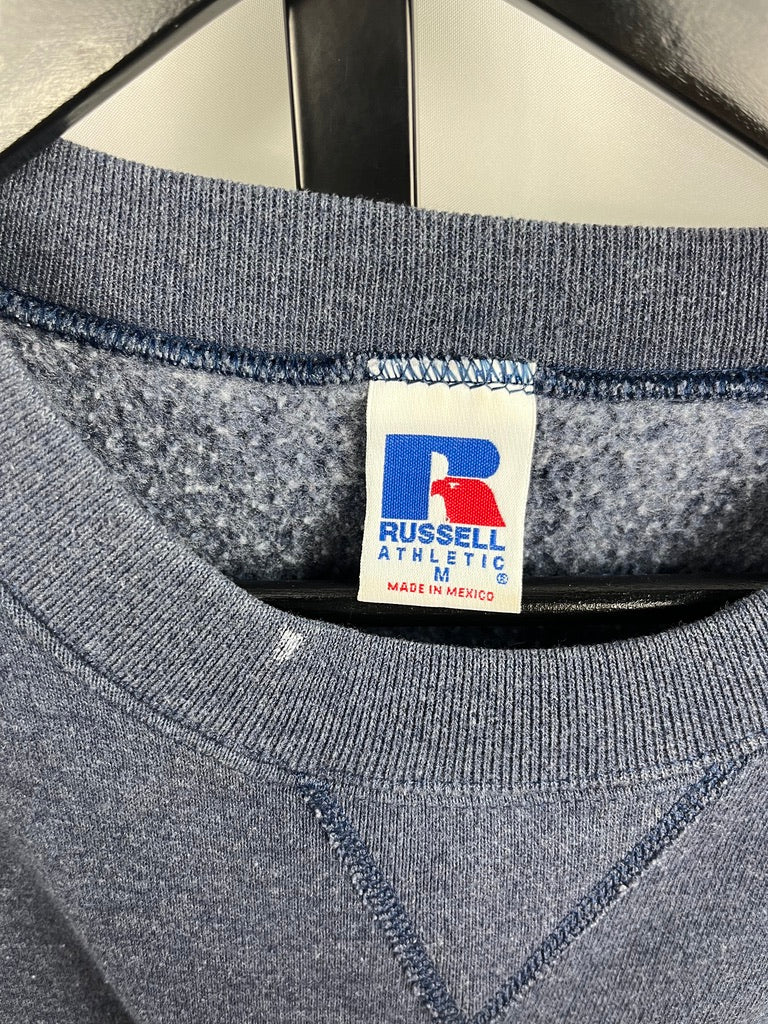 R
RUSSELL
ATHLETIC
M ®
MADE IN MEXICO